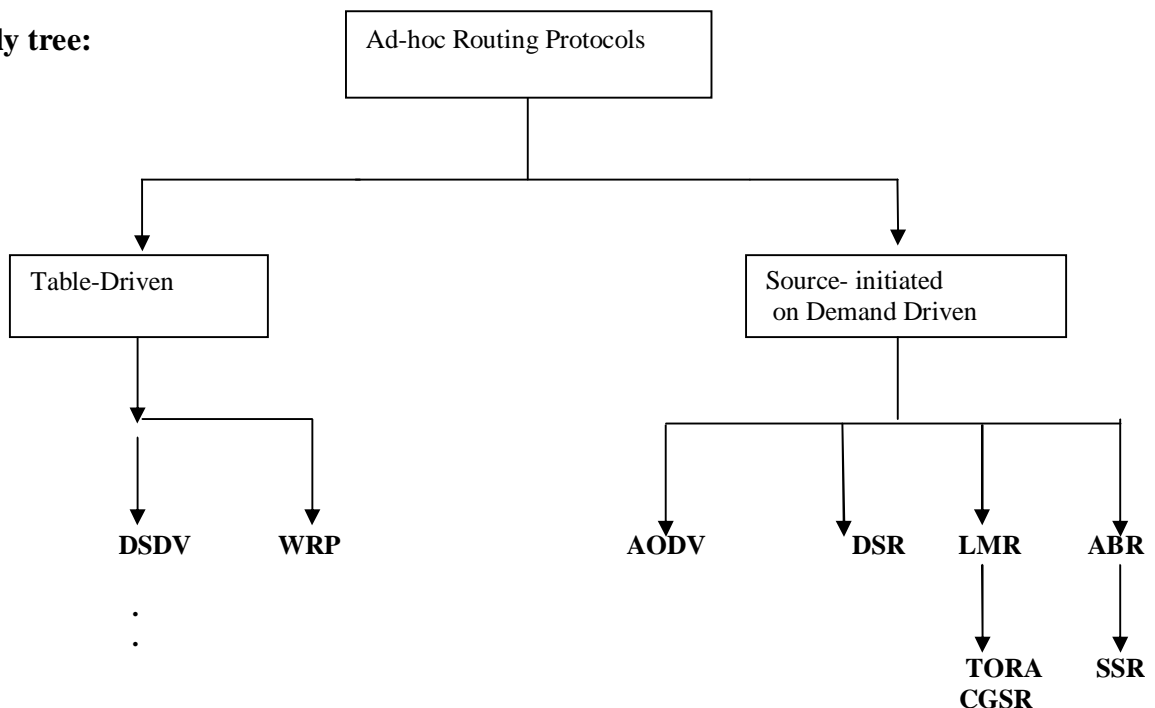 ly tree:
Ad-hoc Routing Protocols
Table-Driven
Source- initiated
on Demand Driven
DSDV WRP AODV DSR LMR ABR
.
.
TORA SSR
CGSR